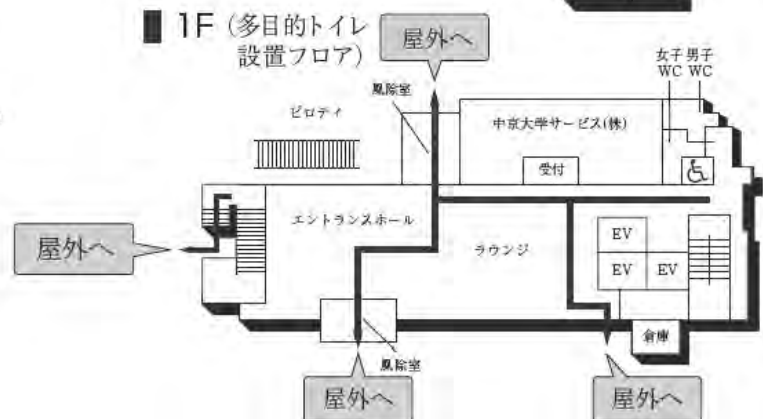 1F（多目的トイレ
設置フロア）
屋外へ
女子 男子
WC WC
風除室
ピロティ
中京大学サービス(株)
受付
エントランスホール
ラウンジ
EV
EV EV
屋外へ
倉庫
風除室
屋外へ
屋外へ